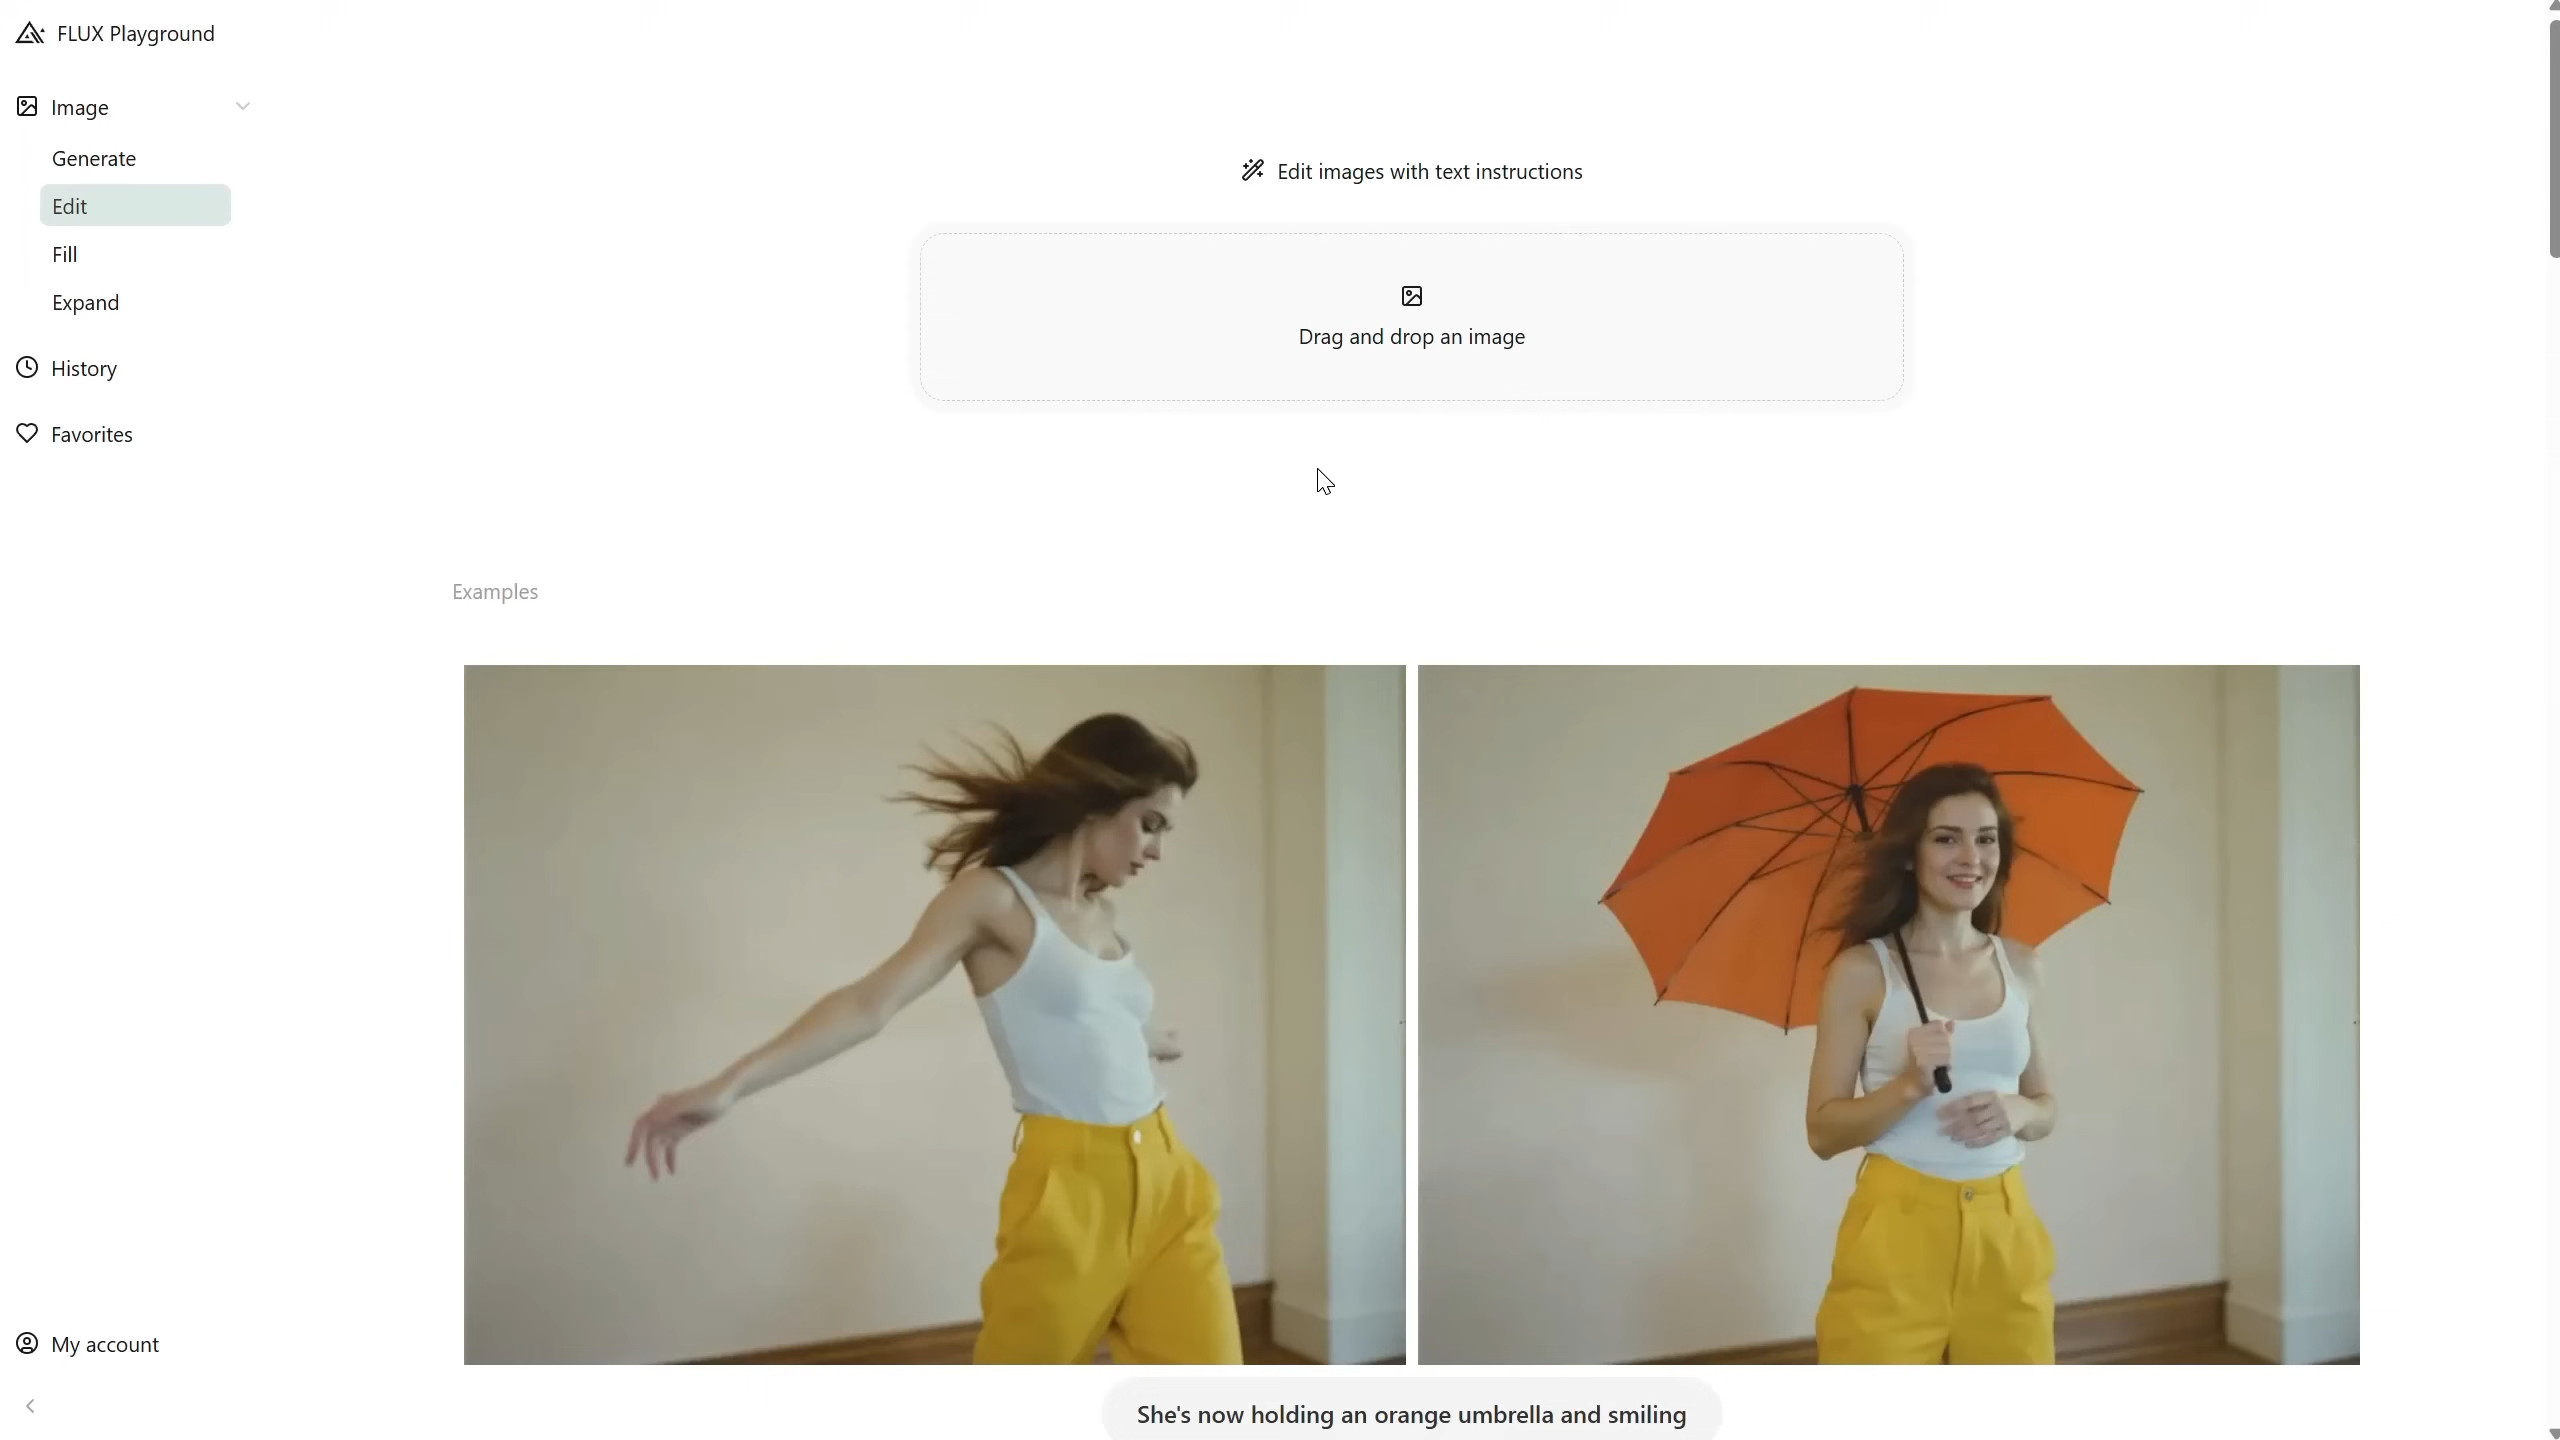 FLUX Playground
Image
Generate
Edit
Fill
Expand
History
Favorites
My account
Edit images with text instructions
Drag and drop an image
Examples
She's now holding an orange umbrella and smiling